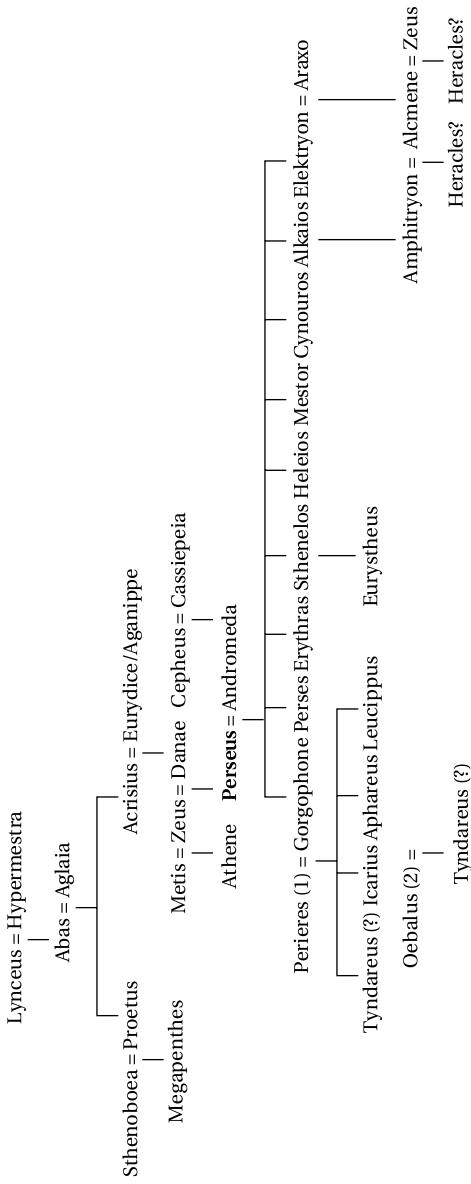 Lynceus = Hypermestra
Abas = Aglaia
Sthenoboea = Proetus Acrisius = Eurydice/Aganippe
Megapenthes Metis = Zeus = Danae Cepheus = Cassiepeia
Athene Perseus = Andromeda
Perieres (1) = Gorgophone Perses Erythras Sthenelos Heleios Mestor Cynouros Alkaios Elektryon = Araxo
Tyndareus (?) Icarius Aphareus Leucippus Eurystheus
Oebalus (2) = Amphitryon = Alcmene = Zeus
Tyndareus (?) Heracles? Heracles?